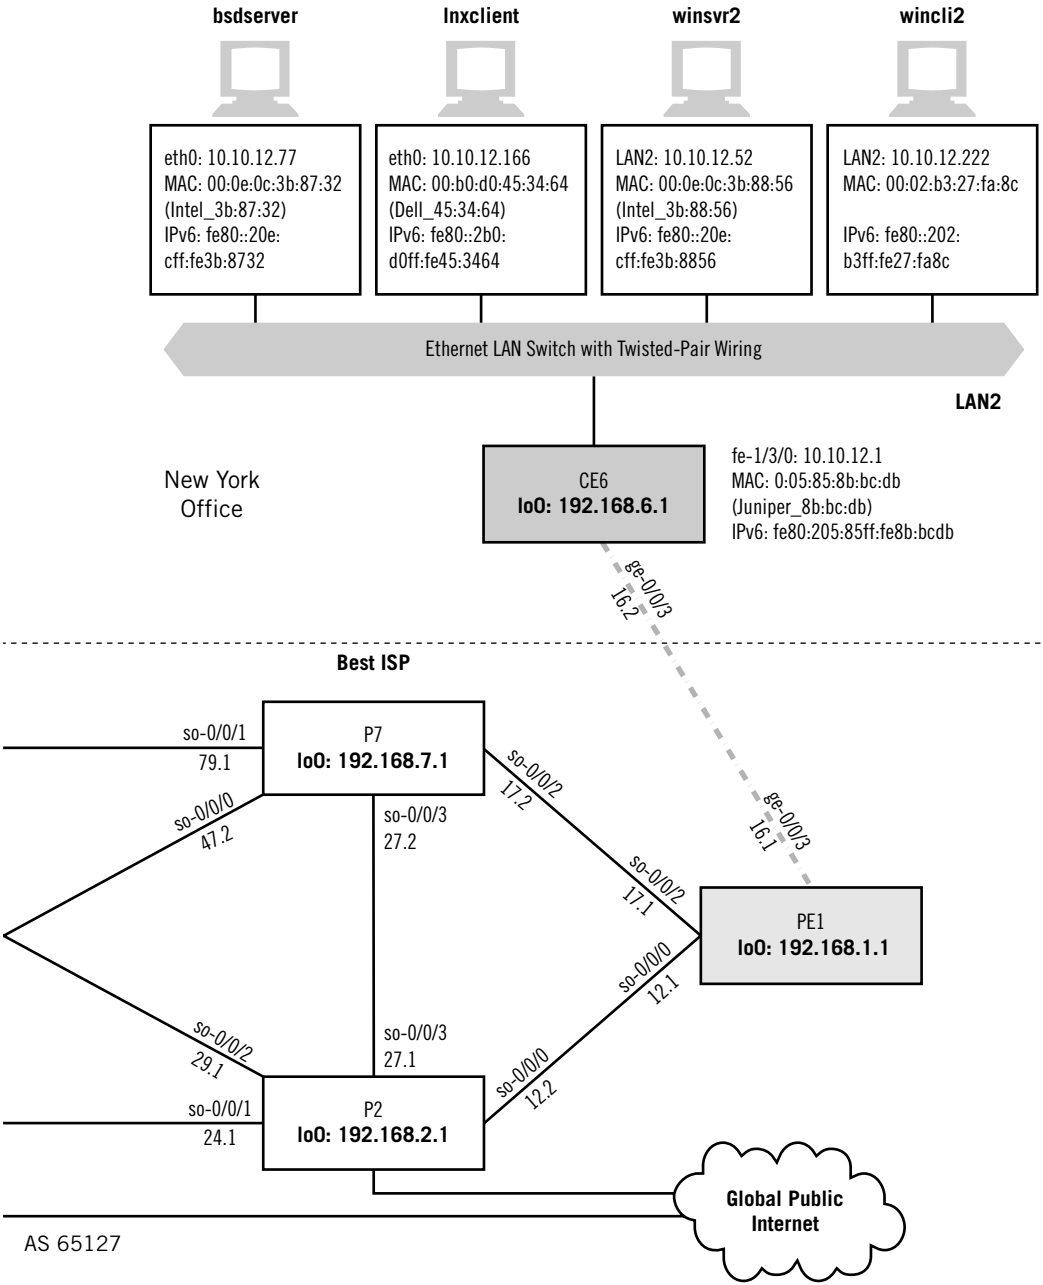 bsdserver
lnxclient
winsvr2
wincli2
eth0: 10.10.12.77
MAC: 00:0e:0c:3b:87:32
(Intel_3b:87:32)
IPv6: fe80::20e:
cff:fe3b:8732
eth0: 10.10.12.166
MAC: 00:b0:d0:45:34:64
(Dell_45:34:64)
IPv6: fe80::2b0:
d0ff:fe45:3464
LAN2: 10.10.12.52
MAC: 00:0e:0c:3b:88:56
(Intel_3b:88:56)
IPv6: fe80::20e:
cff:fe3b:8856
LAN2: 10.10.12.222
MAC: 00:02:b3:27:fa:8c
IPv6: fe80::202:
b3ff:fe27:fa8c
Ethernet LAN Switch with Twisted-Pair Wiring
LAN2
New York
Office
CE6
lo0: 192.168.6.1
fe-1/3/0: 10.10.12.1
MAC: 0:05:85:8b:bc:db
(Juniper_8b:bc:db)
IPv6: fe80:205:85ff:fe8b:bcdb
ge-0/0/3
16.2
Best ISP
so-0/0/1
79.1
P7
lo0: 192.168.7.1
so-0/0/2
17.2
so-0/0/0
47.2
so-0/0/3
27.2
ge-0/0/3
16.1
so-0/0/2
17.1
PE1
lo0: 192.168.1.1
so-0/0/0
12.1
so-0/0/2
29.1
so-0/0/3
27.1
so-0/0/0
12.2
so-0/0/1
24.1
P2
lo0: 192.168.2.1
Global Public
Internet
AS 65127